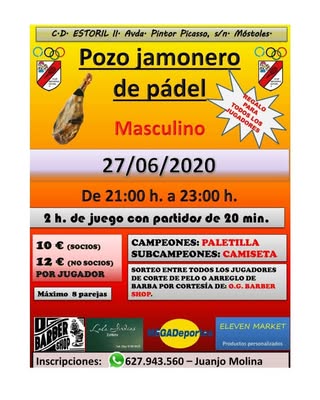 C.D. ESTORIL II. Avda. Pintor Picasso, s/n. Móstoles.
Pozo jamonero
de pádel
REGALO
PARA
TODOS LOS
JUGADORES
Masculino
27/06/2020
De 21:00 h. a 23:00 h.
2 h. de juego con partidos de 20 min.
10 € (SOCIOS)
12 € (NO SOCIOS)
POR JUGADOR
Máximo 8 parejas
CAMPEONES: PALETILLA
SUBCAMPEONES: CAMISETA
SORTEO ENTRE TODOS LOS JUGADORES
DE CORTE DE PELO O ARREGLO DE
BARBA POR CORTESÍA DE: O.G. BARBER
SHOP.
BARBER
SHOP
ELEVEN MARKET
Productos personalizados
Inscripciones: 627.943.560 – Juanjo Molina